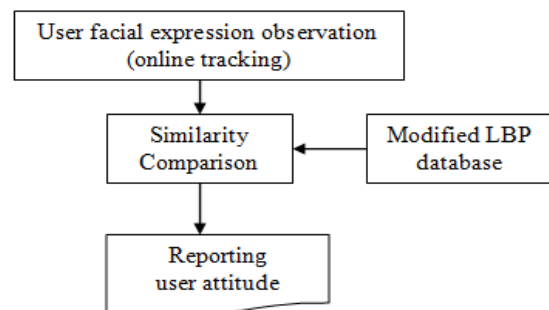 User facial expression observation
(online tracking)
Similarity
Comparison
Modified LBP
database
Reporting
user attitude